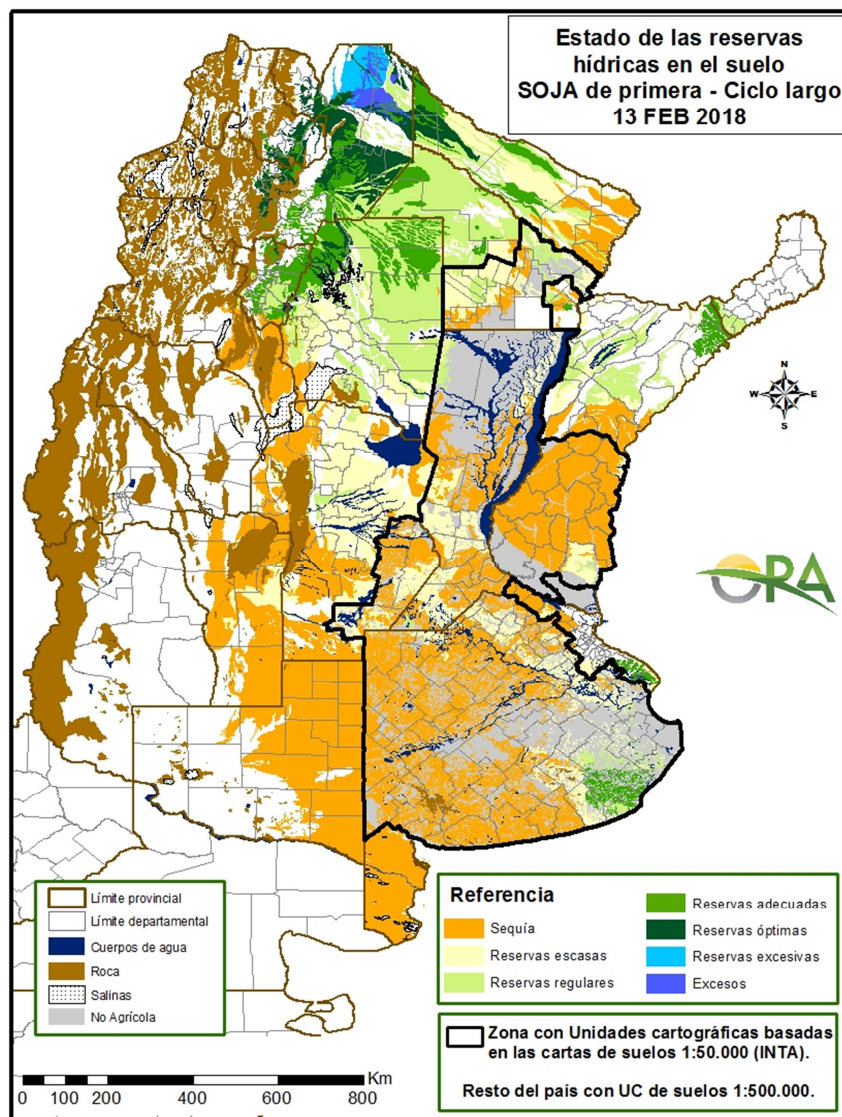 Estado de las reservas
hídricas en el suelo
SOJA de primera - Ciclo largo
13 FEB 2018
N
W
E
S
ORA
Límite provincial
Límite departamental
Cuerpos de agua
Roca
Salinas
No Agrícola
Referencia
Sequía
Reservas escasas
Reservas regulares
Reservas adecuadas
Reservas óptimas
Reservas excesivas
Excesos
Zona con Unidades cartográficas basadas
en las cartas de suelos 1:50.000 (INTA).
Resto del país con UC de suelos 1:500.000.
Km
0 100 200 400 600 800